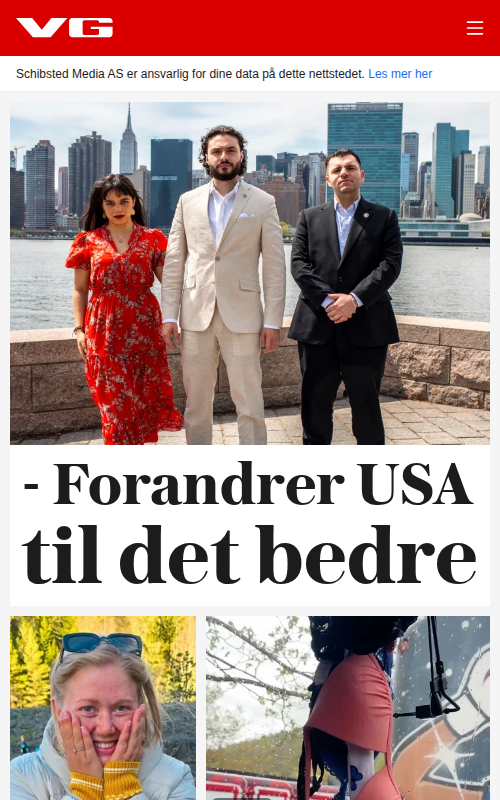 VG
Schibsted Media AS er ansvarlig for dine data på dette nettstedet. Les mer her
- Forandrer USA
til det bedre